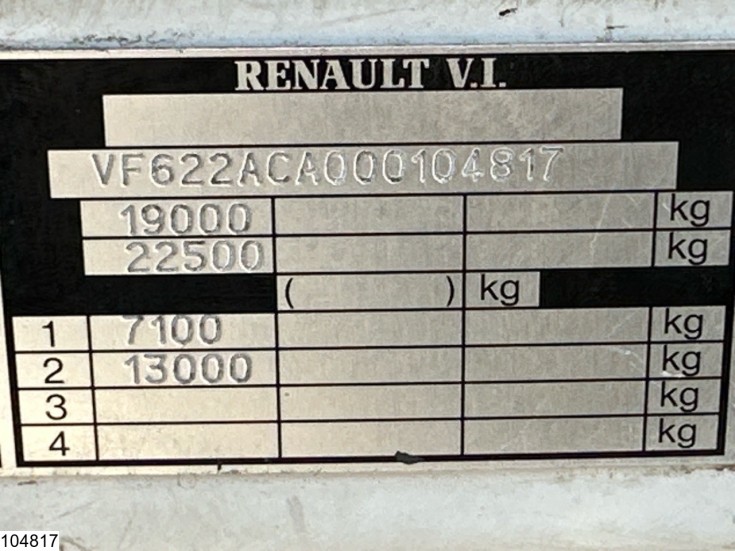 RENAULT V.I.
VF622ACA000104817
19000 kg
22500 kg
( ) kg
1 7100 kg
2 13000 kg
3 kg
4 kg
104817